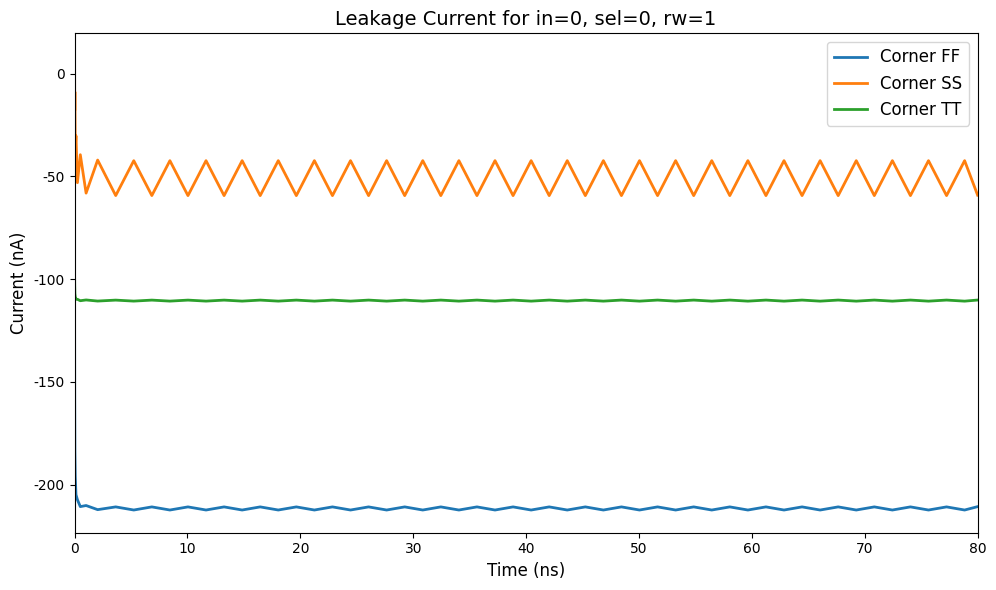 Leakage Current for in=0, sel=0, rw=1
Corner FF
Corner SS
Corner TT
Current (nA)
0
-50
-100
-150
-200
0 10 20 30 40 50 60 70 80
Time (ns)